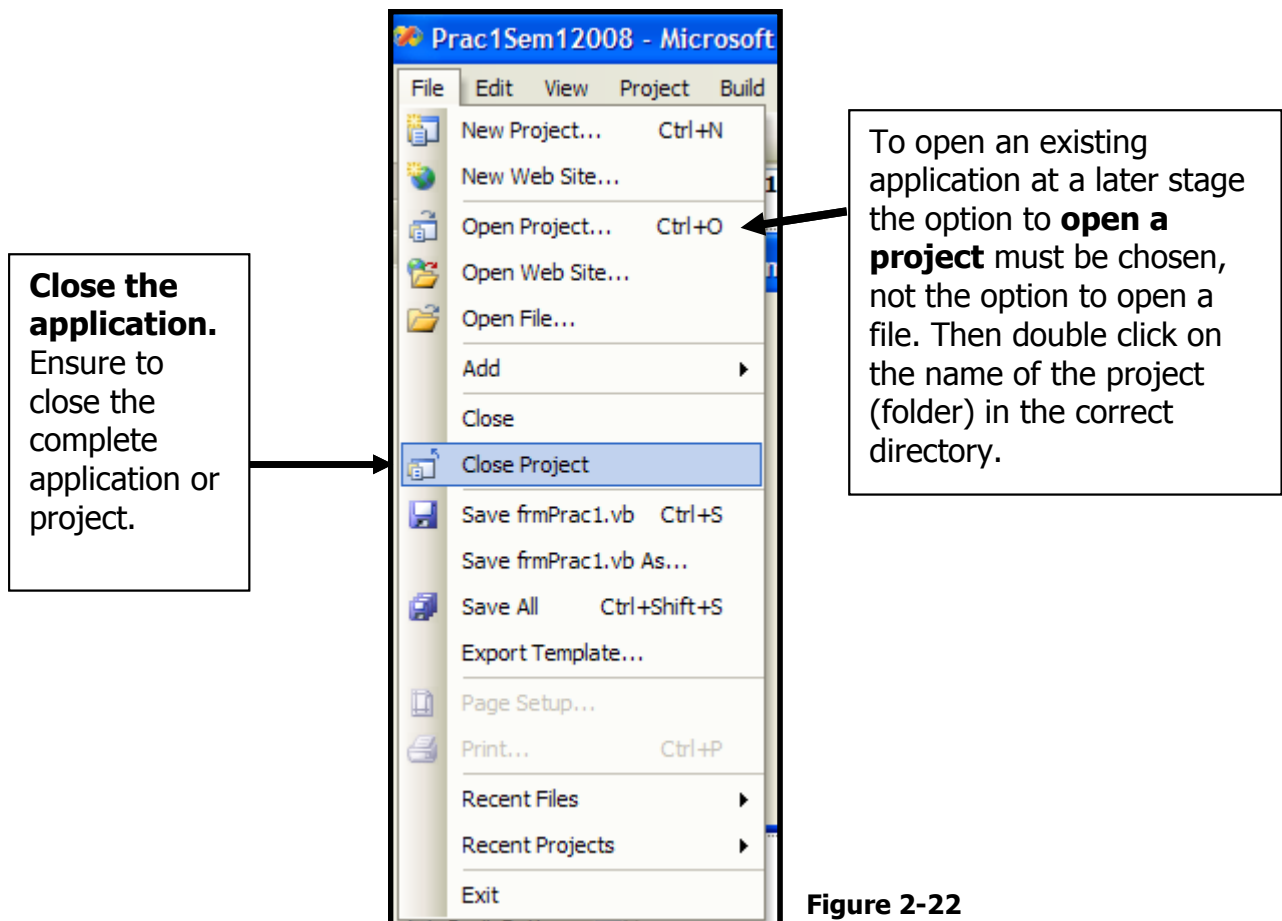 Prac1Sem12008 - Microsoft
File Edit View Project Build
New Project... Ctrl+N
New Web Site...
Open Project... Ctrl+O
Open Web Site...
Open File...
Add
Close
Close Project
Save frmPrac1.vb Ctrl+S
Save frmPrac1.vb As...
Save All Ctrl+Shift+S
Export Template...
Page Setup...
Print... Ctrl+P
Recent Files
Recent Projects
Exit
Close the
application.
Ensure to
close the
complete
application or
project.
To open an existing
application at a later stage
the option to open a
project must be chosen,
not the option to open a
file. Then double click on
the name of the project
(folder) in the correct
directory.
Figure 2-22